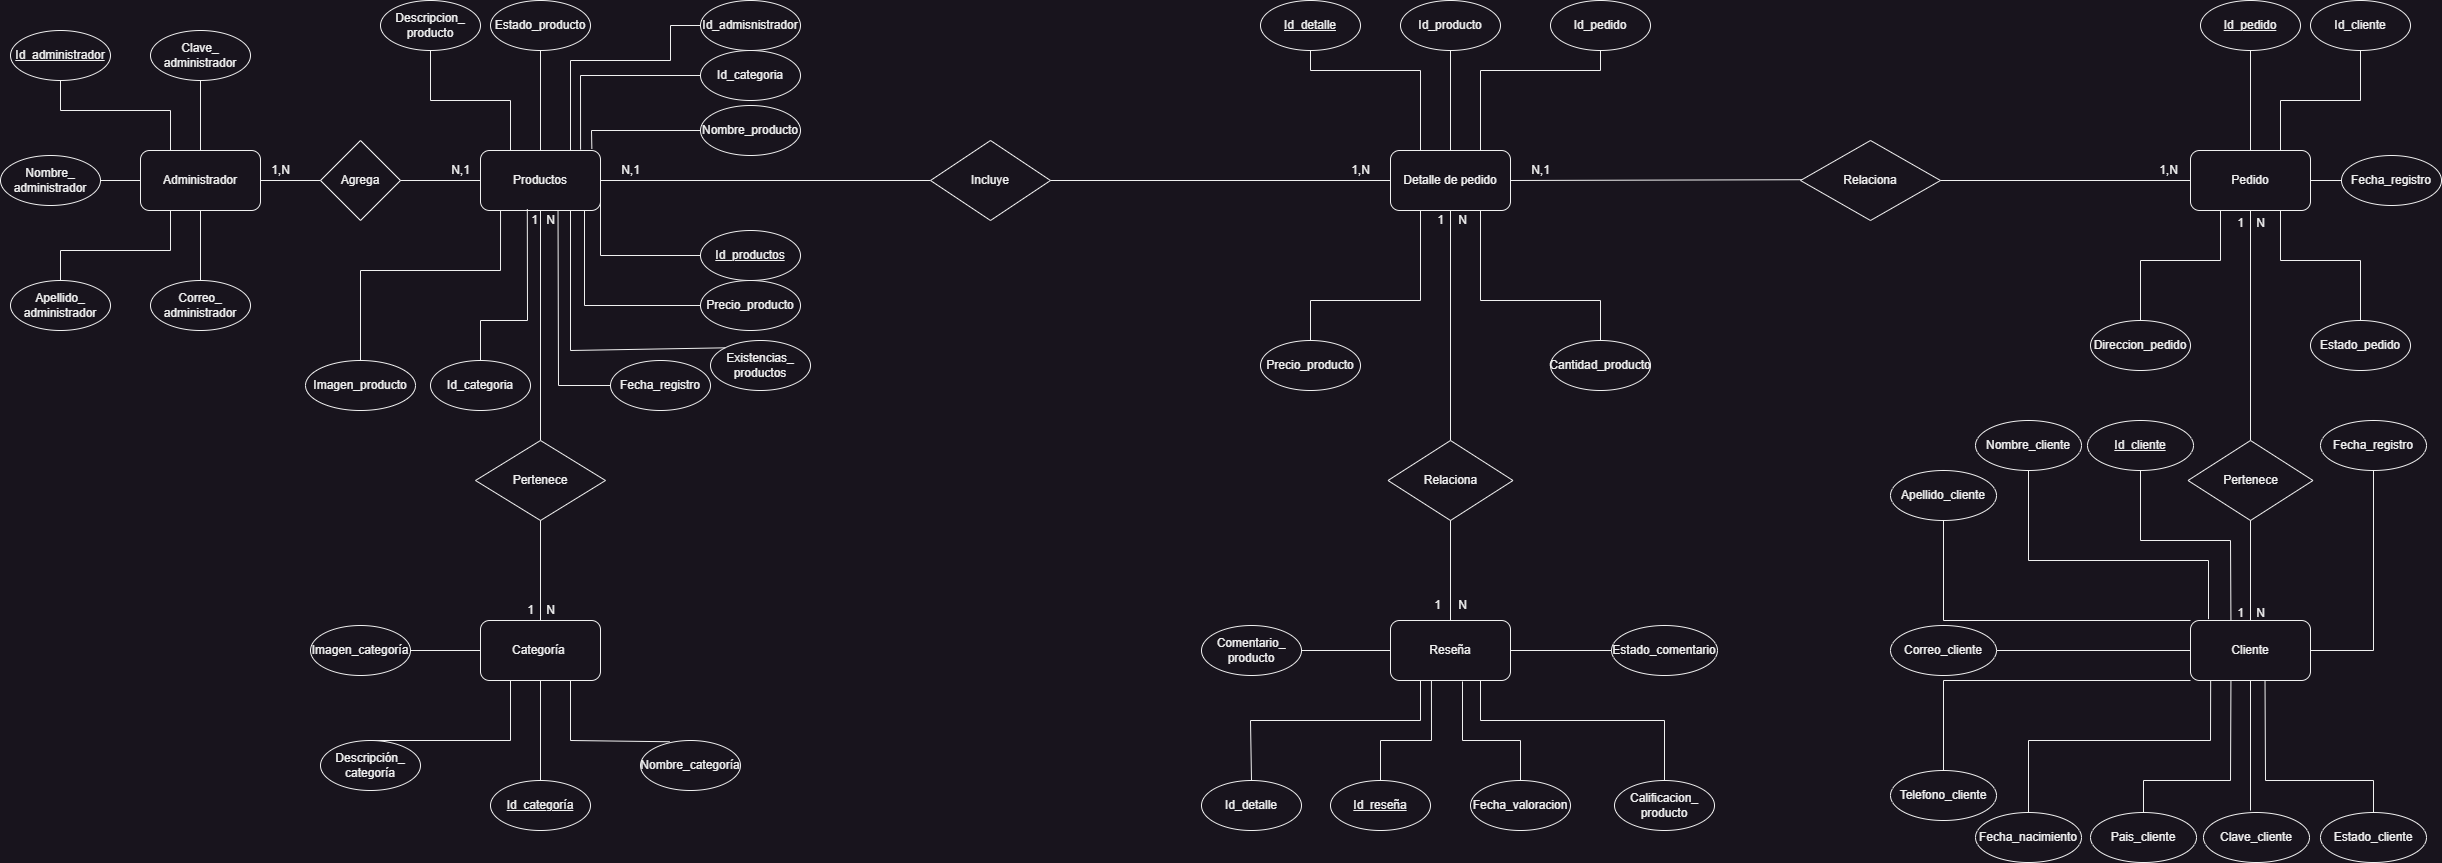 Descripcion_
producto
Estado_producto
Id_admisnistrador
Id_detalle
Id_producto
Id_pedido
Id_pedido
Id_cliente
Id_administrador
Clave_
administrador
Id_categoria
Nombre_producto
Nombre_
administrador
Administrador
1,N
Agrega
N,1
Productos
N,1
Incluye
1,N
Detalle de pedido
N,1
Relaciona
1,N
Pedido
Fecha_registro
1 N
1 N
1 N
Id_productos
Apellido_
administrador
Correo_
administrador
Precio_producto
Imagen_producto
Id_categoria
Fecha_registro
Existencias_
productos
Precio_producto
Cantidad_producto
Direccion_pedido
Estado_pedido
Nombre_cliente
Id_cliente
Fecha_registro
Pertenece
Relaciona
Pertenece
Apellido_cliente
1 N
1 N
1 N
Imagen_categoría
Categoría
Comentario_
producto
Reseña
Estado_comentario
Correo_cliente
Cliente
Descripción_
categoría
Nombre_categoría
Id_categoría
Id_detalle
Id_reseña
Fecha_valoracion
Calificacion_
producto
Telefono_cliente
Fecha_nacimiento
Pais_cliente
Clave_cliente
Estado_cliente